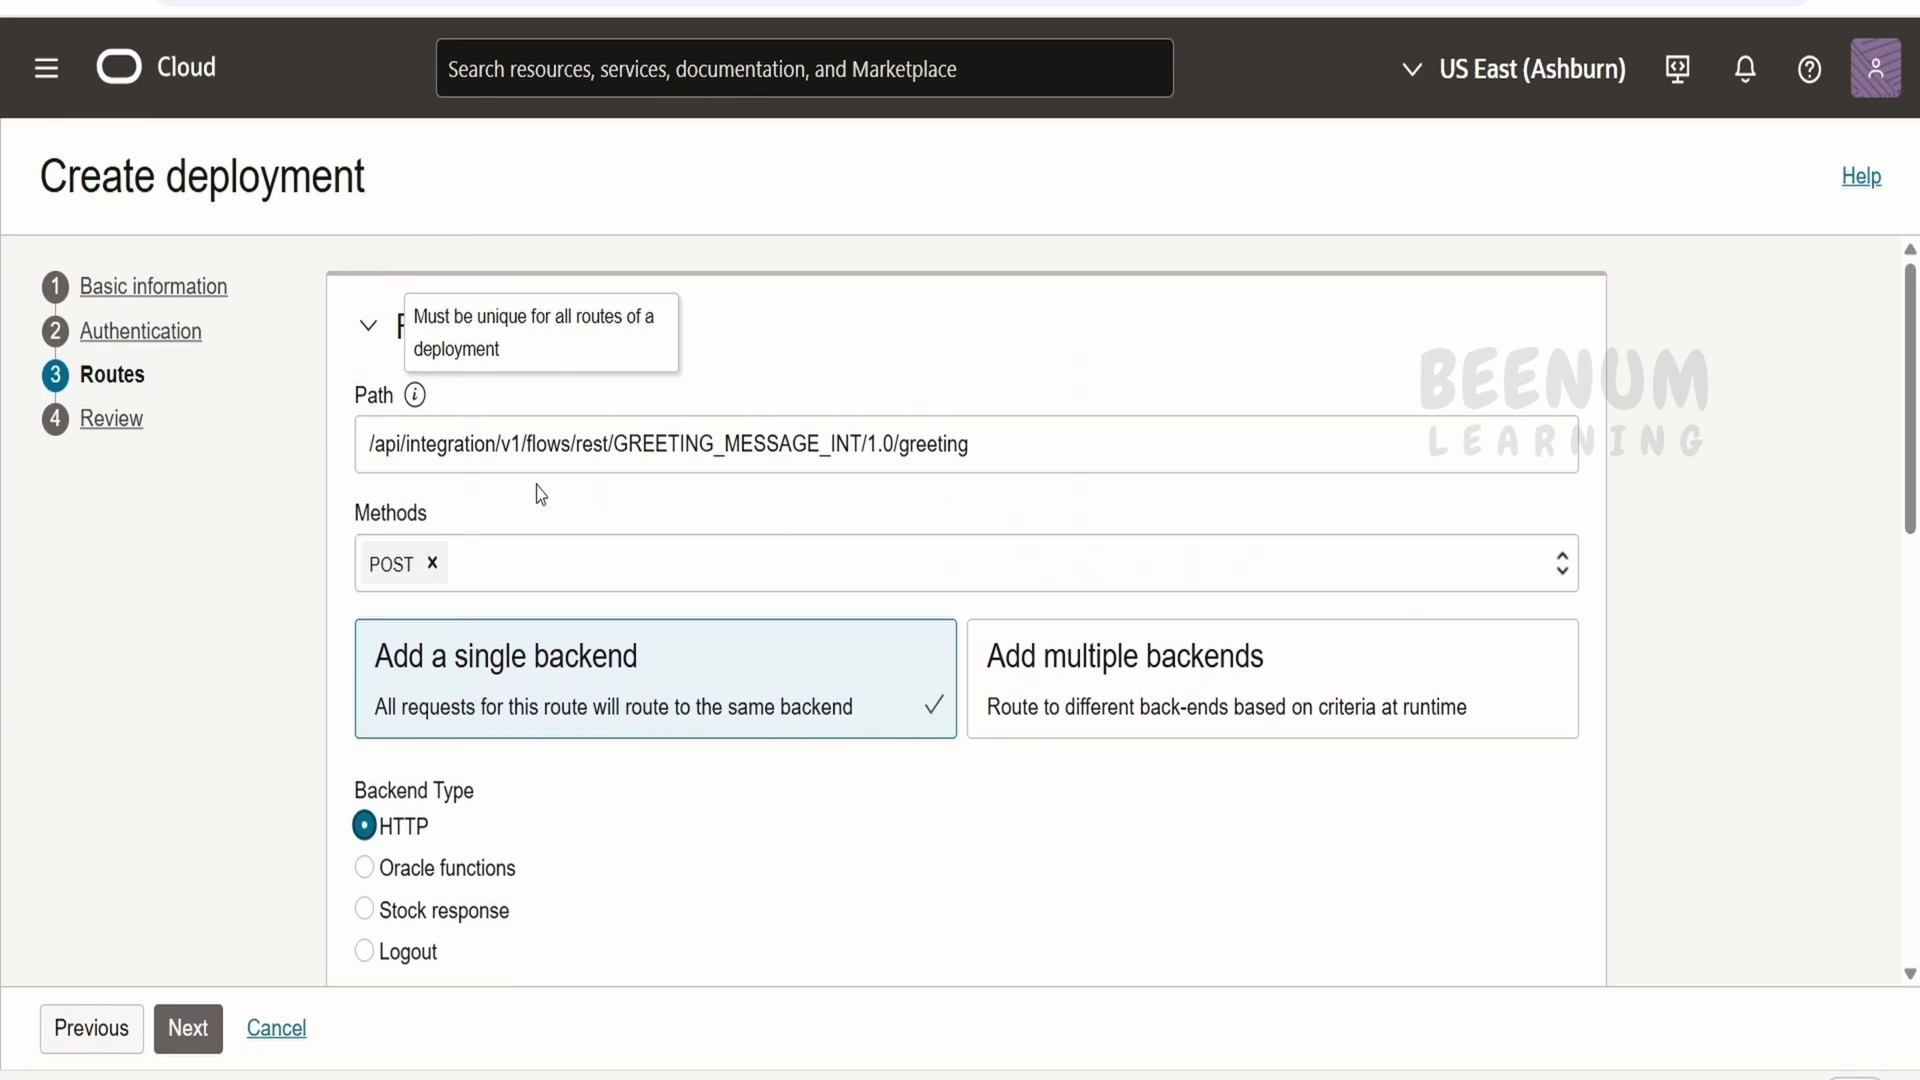 Cloud
Search resources, services, documentation, and Marketplace
US East (Ashburn)
Create deployment
Help
1 Basic information
2 Authentication
3 Routes
4 Review
Must be unique for all routes of a
deployment
Path
/api/integration/v1/flows/rest/GREETING_MESSAGE_INT/1.0/greeting
BEENUM
LEARNING
Methods
POST
Add a single backend
All requests for this route will route to the same backend
Add multiple backends
Route to different back-ends based on criteria at runtime
Backend Type
HTTP
Oracle functions
Stock response
Logout
Previous
Next
Cancel